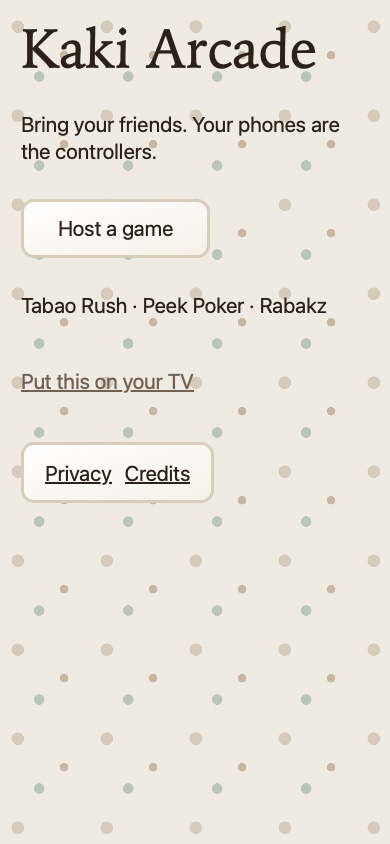 Kaki Arcade
Bring your friends. Your phones are
the controllers.
Host a game
Tabao Rush · Peek Poker · Rabakz
Put this on your TV
Privacy Credits